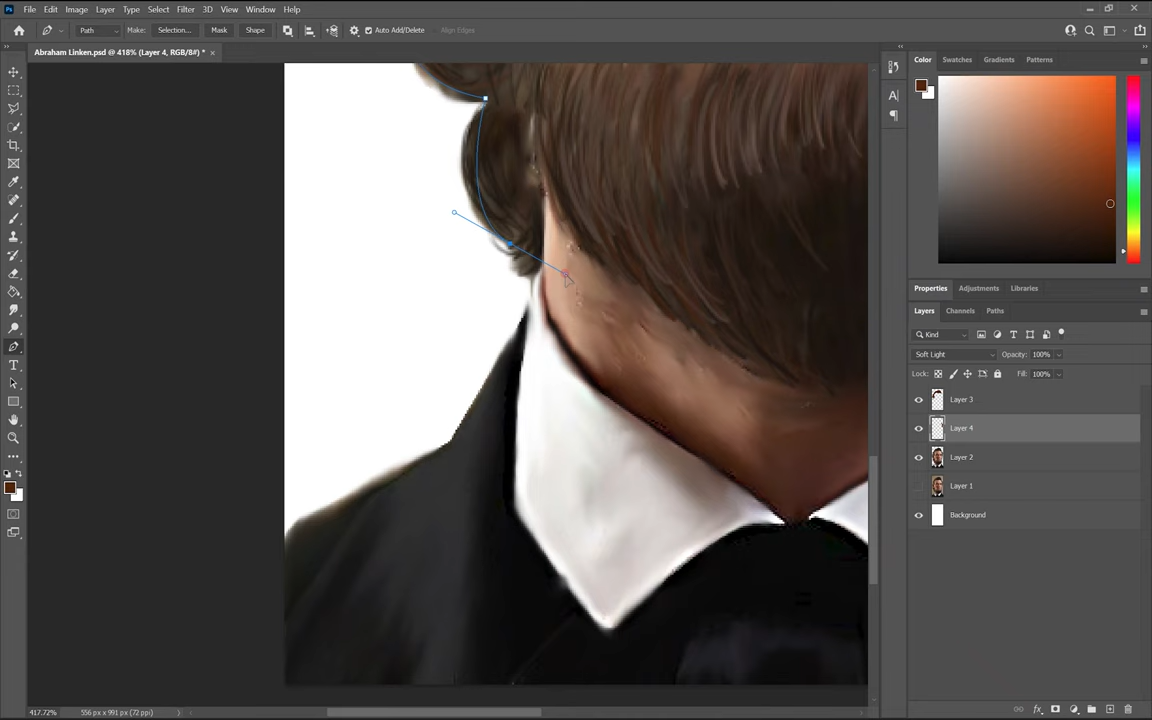 Ps File Edit Image Layer Type Select Filter 3D View Window Help
Path Make: Selection... Mask Shape Auto Add/Delete Align Edges
Abraham Linken.psd @ 418% (Layer 4, RGB/8#) * ×
Color Swatches Gradients Patterns
A
Properties Adjustments Libraries
Layers Channels Paths
Kind T
Soft Light Opacity: 100%
Lock: Fill: 100%
Layer 3
Layer 4
Layer 2
Layer 1
Background
T
fx
417.72% 556 px x 991 px (72 ppi)